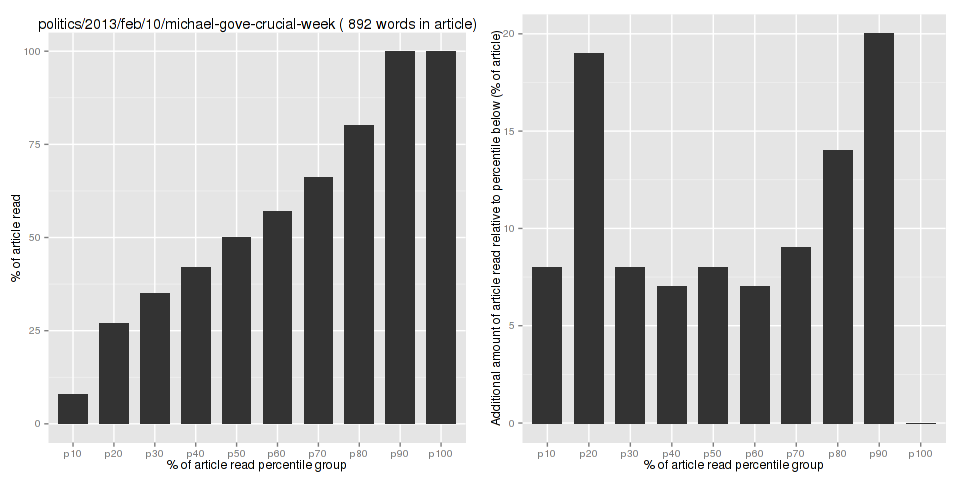 politics/2013/feb/10/michael-gove-crucial-week ( 892 words in article)
% of article read
100
75
50
25
0
p10 p20 p30 p40 p50 p60 p70 p80 p90 p100
% of article read percentile group
Additional amount of article read relative to percentile below (% of article)
20
15
10
5
0
p10 p20 p30 p40 p50 p60 p70 p80 p90 p100
% of article read percentile group